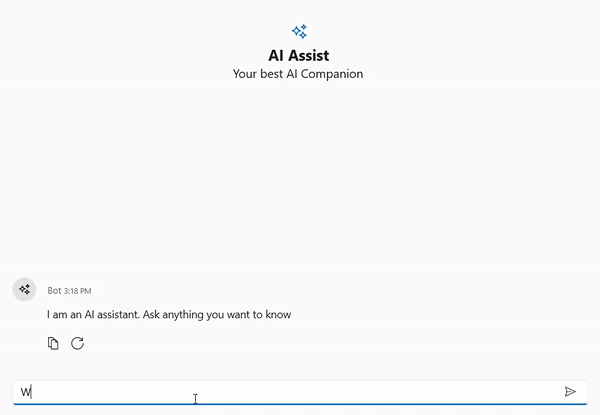 AI Assist
Your best AI Companion
Bot 3:18 PM
I am an AI assistant. Ask anything you want to know
W